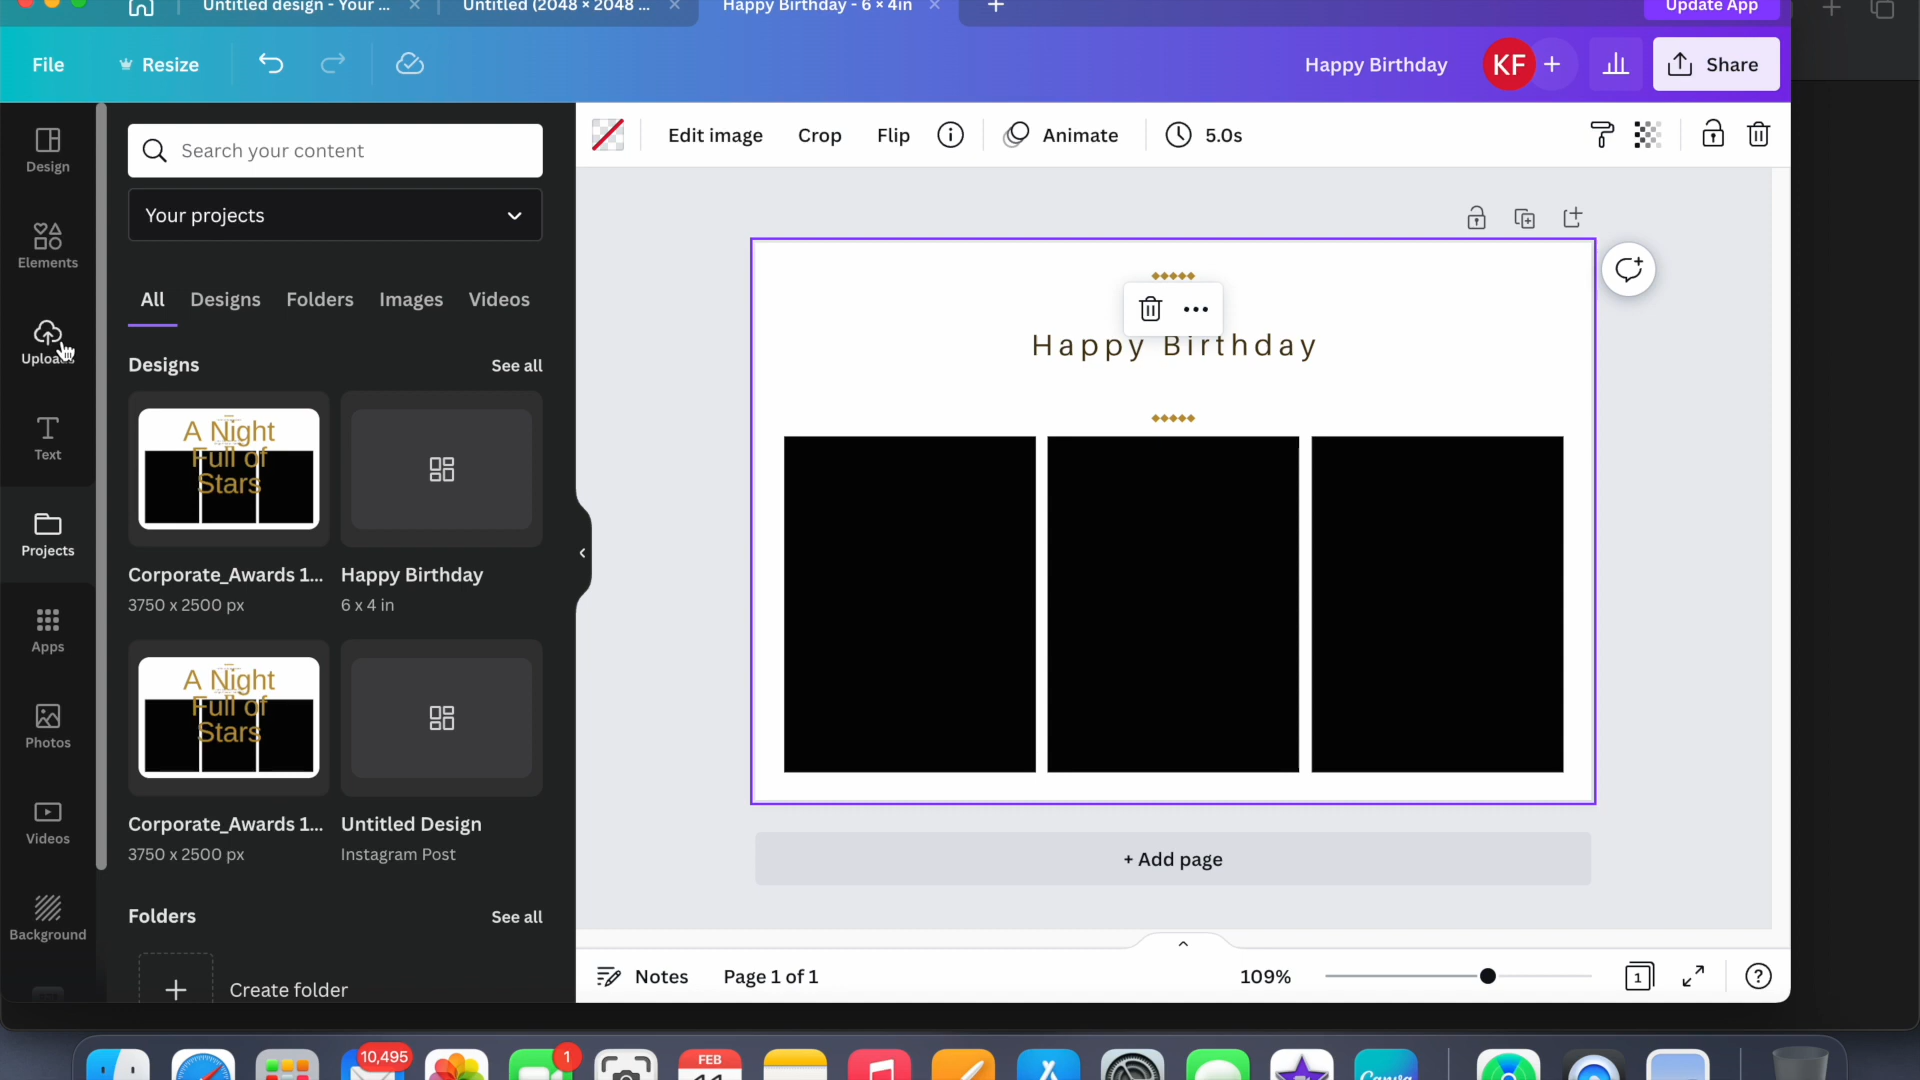 Untitled design - Your ...
Untitled (2048 × 2048 ...
Happy Birthday - 6 × 4in
Update App
File
Resize
Happy Birthday
KF
Share
Design
Elements
Uploads
Text
Projects
Apps
Photos
Videos
Background
Search your content
Your projects
All
Designs
Folders
Images
Videos
Designs
See all
A Night
Full of
Stars
Corporate_Awards 1...
3750 x 2500 px
Happy Birthday
6 x 4 in
A Night
Full of
Stars
Corporate_Awards 1...
3750 x 2500 px
Untitled Design
Instagram Post
Folders
See all
Create folder
Edit image
Crop
Flip
Animate
5.0s
Happy Birthday
+ Add page
Notes
Page 1 of 1
109%
1
10,495
1
FEB
Canva